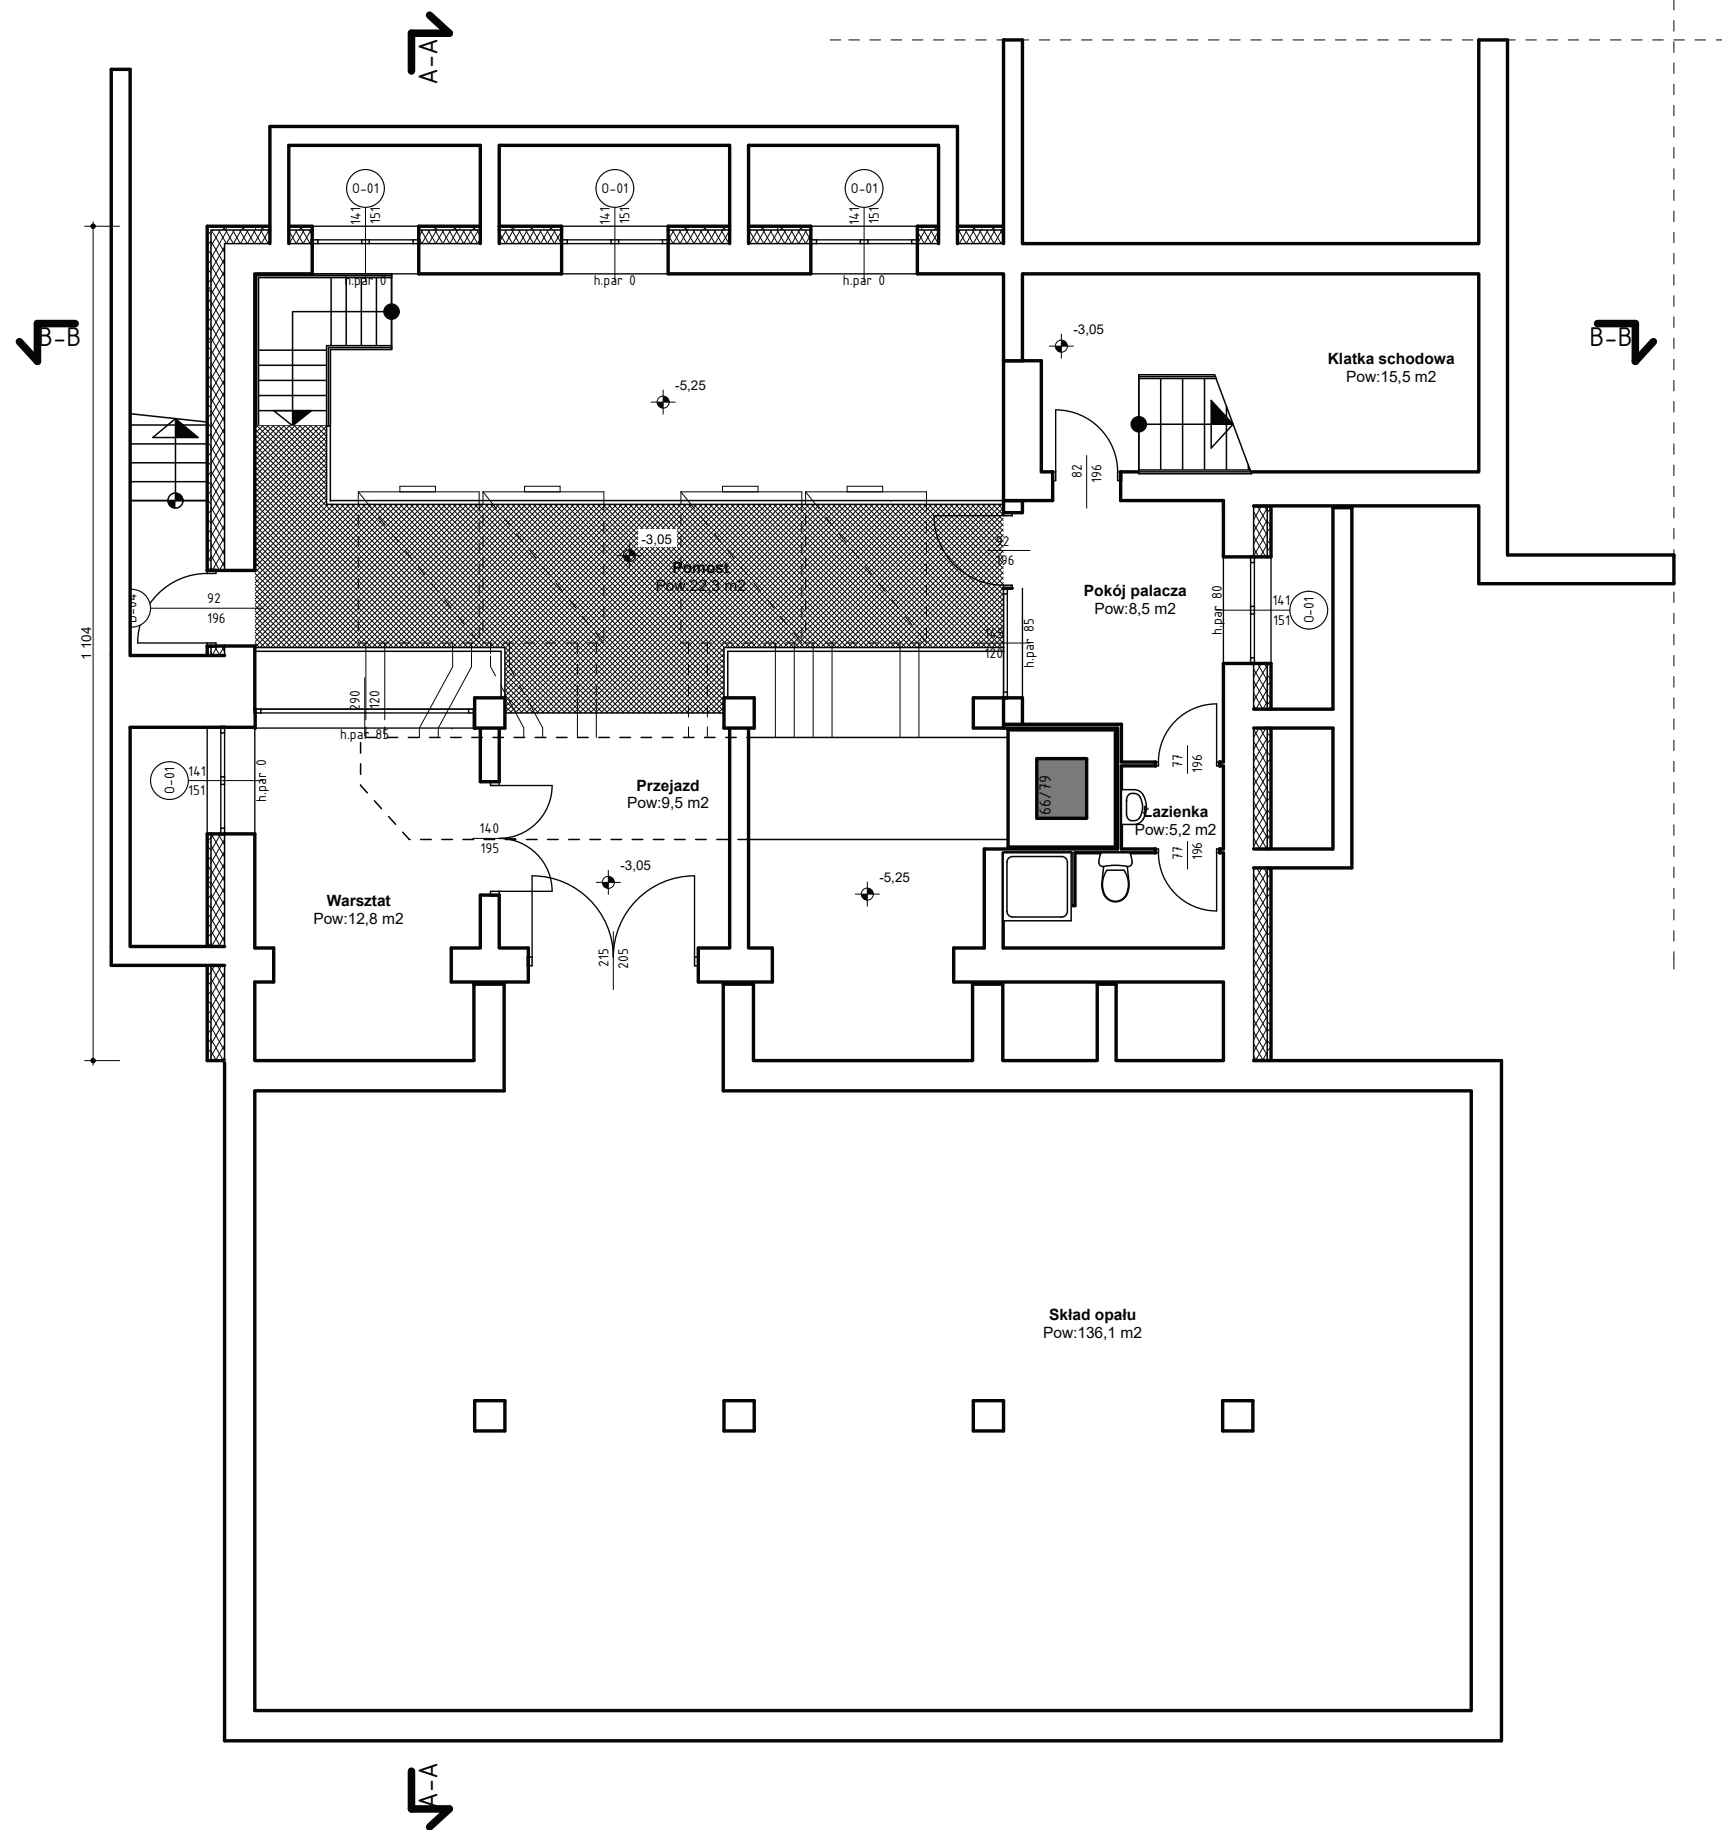 A-A
O-01
141
151
h.par 0
O-01
141
151
h.par 0
O-01
141
151
h.par 0
B-B
B-B
-3,05
Klatka schodowa
Pow:15,5 m2
-5,25
82
196
-3,05
Pomost
Pow:22,3 m2
92
196
92
196
Pokój palacza
Pow:8,5 m2
h.par 80
141
151
O-01
1 104
145
120
h.par 85
290
120
h.par 85
O-01
141
151
h.par 0
Przejazd
Pow:9,5 m2
66/79
77
196
Łazienka
Pow:5,2 m2
77
196
140
195
-3,05
-5,25
Warsztat
Pow:12,8 m2
215
205
Skład opału
Pow:136,1 m2
A-A